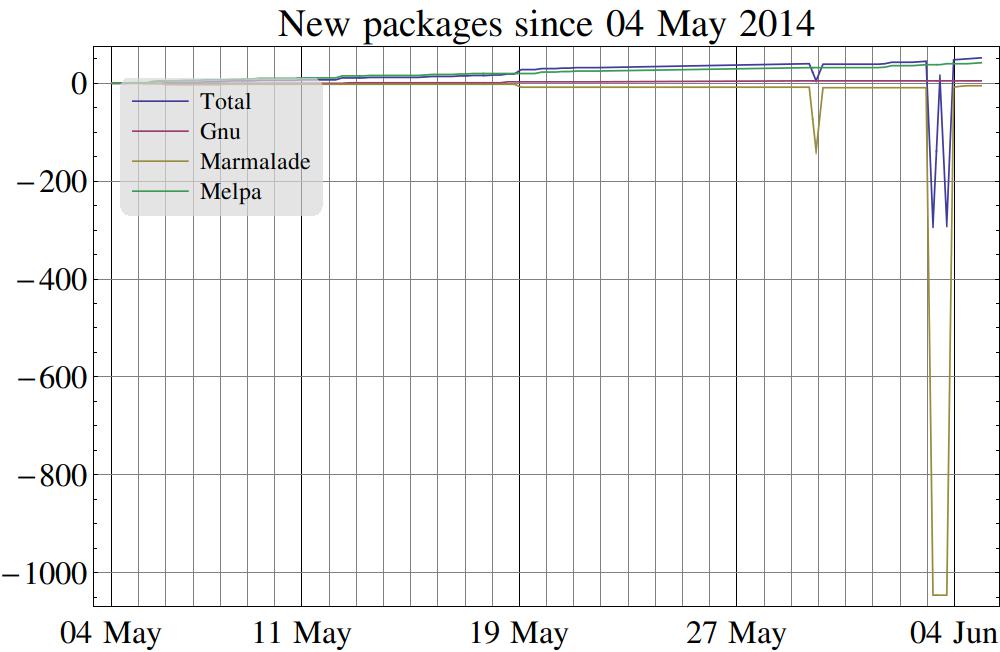 New packages since 04 May 2014
0
Total
Gnu
Marmalade
−200
Melpa
−400
−600
−800
−1000
04 May 11 May 19 May 27 May 04 Jun